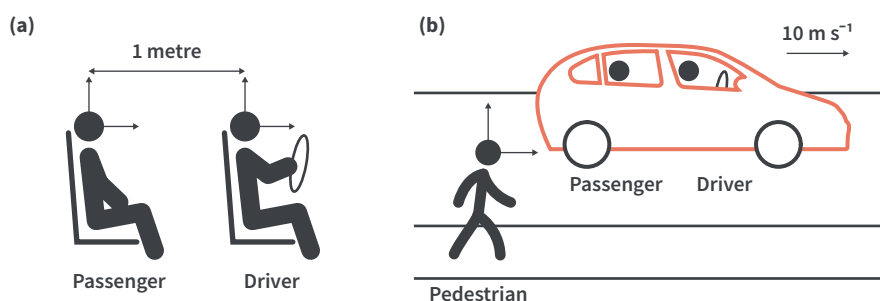 (a)
1 metre
Passenger
Driver
(b)
10 m s⁻¹
Passenger
Driver
Pedestrian